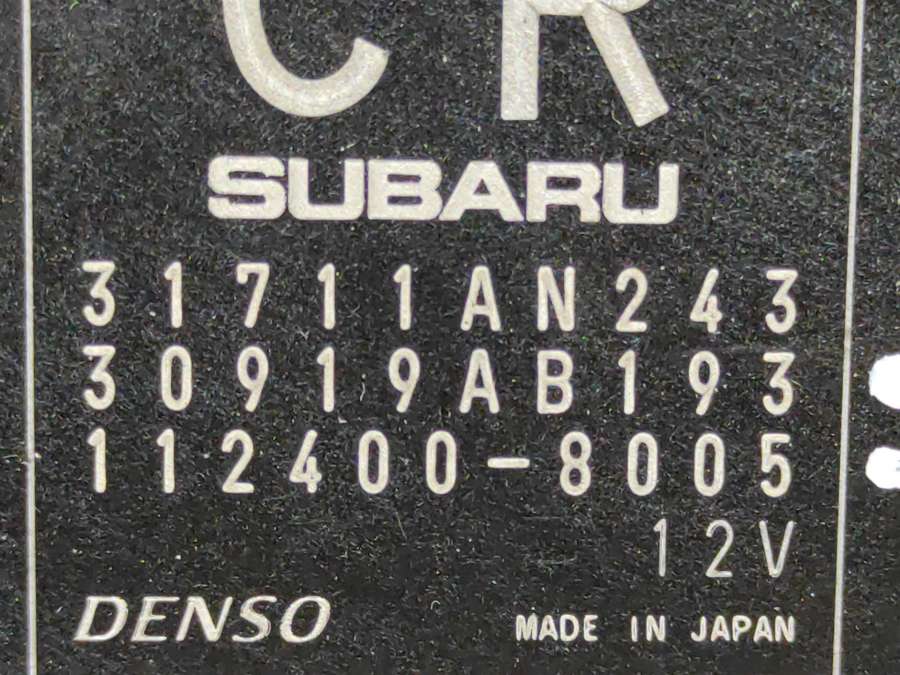 CR
SUBARU
31711AN243
30919AB193
112400-8005
12V
DENSO MADE IN JAPAN